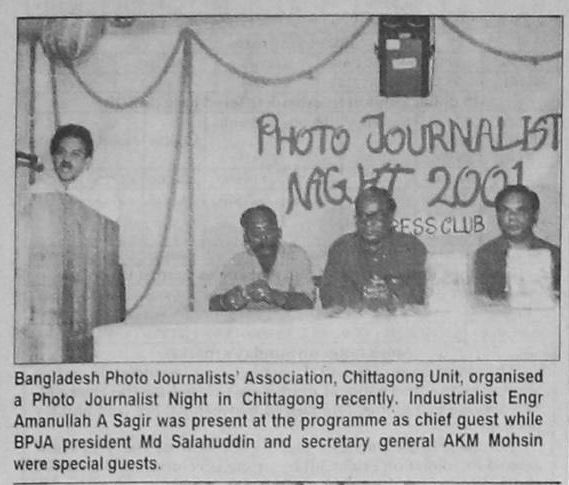 PHOTO JOURNALIST
NIGHT 2001
PRESS CLUB
Bangladesh Photo Journalists' Association, Chittagong Unit, organised
a Photo Journalist Night in Chittagong recently. Industrialist Engr
Amanullah A Sagir was present at the programme as chief guest while
BPJA president Md Salahuddin and secretary general AKM Mohsin
were special guests.